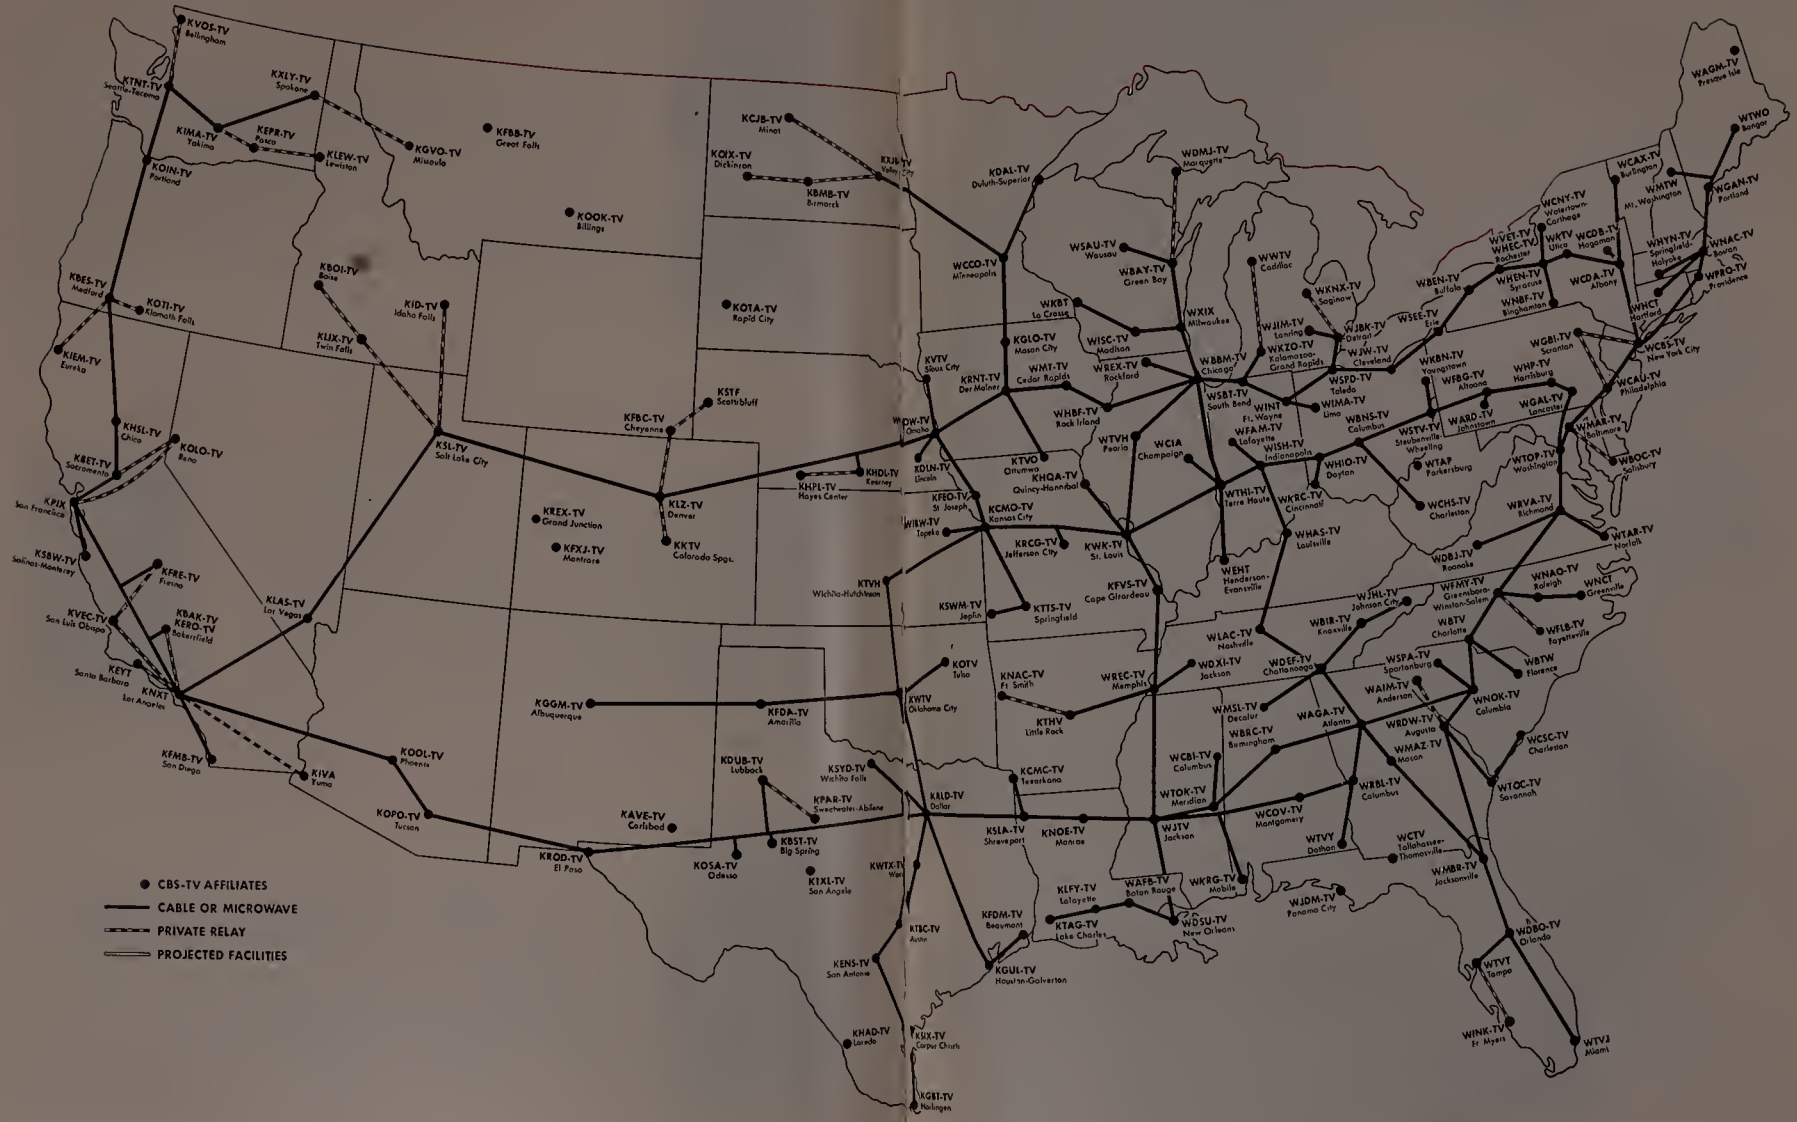 KVOS-TV
Bellingham
KTNT-TV
Seattle-Tacoma
KXLY-TV
Spokane
KIMA-TV
Yakima
KEPR-TV
Pasco
KLEW-TV
Lewiston
KGVO-TV
Missoula
KFBB-TV
Great Falls
KOOK-TV
Billings
KOIN-TV
Portland
KBES-TV
Medford
KOTI-TV
Klamath Falls
KIEM-TV
Eureka
KBOI-TV
Boise
KID-TV
Idaho Falls
KLIX-TV
Twin Falls
KHSL-TV
Chico
KBET-TV
Sacramento
KOLO-TV
Reno
KPIX
San Francisco
KSBW-TV
Salinas-Monterey
KFRE-TV
Fresno
KVEC-TV
San Luis Obispo
KBAK-TV
KERO-TV
Bakersfield
KEYT
Santa Barbara
KNXT
Los Angeles
KFMB-TV
San Diego
KLAS-TV
Las Vegas
KSL-TV
Salt Lake City
KIVA
Yuma
KOOL-TV
Phoenix
KOPO-TV
Tucson
KREX-TV
Grand Junction
KFXJ-TV
Montrose
KLZ-TV
Denver
KKTV
Colorado Spgs.
KFBC-TV
Cheyenne
KSTF
Scottsbluff
KOTA-TV
Rapid City
KCJB-TV
Minot
KDIX-TV
Dickinson
KBMB-TV
Bismarck
KXJB-TV
Valley City
KHPL-TV
Hayes Center
KHDL-TV
Kearney
KGGM-TV
Albuquerque
KFDA-TV
Amarillo
KROD-TV
El Paso
KAVE-TV
Carlsbad
KDUB-TV
Lubbock
KPAR-TV
Sweetwater-Abilene
KBST-TV
Big Spring
KOSA-TV
Odessa
KTXL-TV
San Angelo
KSYD-TV
Wichita Falls
KRLD-TV
Dallas
KWTX-TV
Waco
KTBC-TV
Austin
KENS-TV
San Antonio
KHAD-TV
Laredo
KSIX-TV
Corpus Christi
KGBT-TV
Harlingen
KGUL-TV
Houston-Galveston
KFDM-TV
Beaumont
KDAL-TV
Duluth-Superior
WCCO-TV
Minneapolis
KGLO-TV
Mason City
KVTV
Sioux City
KRNT-TV
Des Moines
WMT-TV
Cedar Rapids
WHBF-TV
Rock Island
WOW-TV
Omaha
KOLN-TV
Lincoln
KTVO
Ottumwa
KHQA-TV
Quincy-Hannibal
KFEQ-TV
St Joseph
KCMO-TV
Kansas City
WIBW-TV
Topeka
KRCG-TV
Jefferson City
KWK-TV
St. Louis
KTVH
Wichita-Hutchinson
KSWM-TV
Joplin
KTTS-TV
Springfield
KFVS-TV
Cape Girardeau
KOTV
Tulsa
KWTV
Oklahoma City
KNAC-TV
Ft Smith
KTHV
Little Rock
WREC-TV
Memphis
WDXI-TV
Jackson
KCMC-TV
Texarkana
KSLA-TV
Shreveport
KNOE-TV
Monroe
WJTV
Jackson
KLFY-TV
Lafayette
KTAG-TV
Lake Charles
WAFB-TV
Baton Rouge
WDSU-TV
New Orleans
WDMJ-TV
Marquette
WSAU-TV
Wausau
WBAY-TV
Green Bay
WKBT
La Crosse
WISC-TV
Madison
WXIX
Milwaukee
WREX-TV
Rockford
WBBM-TV
Chicago
WTVH
Peoria
WCIA
Champaign
WWTV
Cadillac
WKNX-TV
Saginaw
WJIM-TV
Lansing
WJBK-TV
Detroit
WKZO-TV
Kalamazoo-
Grand Rapids
WSBT-TV
South Bend
WINT
Ft. Wayne
WSPD-TV
Toledo
WIMA-TV
Lima
WJW-TV
Cleveland
WFAM-TV
Lafayette
WISH-TV
Indianapolis
WTHI-TV
Terre Haute
WHIO-TV
Dayton
WKRC-TV
Cincinnati
WBNS-TV
Columbus
WEHT
Henderson-
Evansville
WHAS-TV
Louisville
WLAC-TV
Nashville
WDEF-TV
Chattanooga
WBIR-TV
Knoxville
WJHL-TV
Johnson City
WMSL-TV
Decatur
WBRC-TV
Birmingham
WCBI-TV
Columbus
WTOK-TV
Meridian
WCOV-TV
Montgomery
WKRG-TV
Mobile
WTVY
Dothan
WRBL-TV
Columbus
WAGA-TV
Atlanta
WMAZ-TV
Macon
WCTV
Tallahassee-
Thomasville
WJDM-TV
Panama City
WMBR-TV
Jacksonville
WDBO-TV
Orlando
WTVT
Tampa
WINK-TV
Ft Myers
WTVJ
Miami
WTOC-TV
Savannah
WCSC-TV
Charleston
WRDW-TV
Augusta
WNOK-TV
Columbia
WAIM-TV
Anderson
WSPA-TV
Spartanburg
WBTW
Florence
WBTV
Charlotte
WFLB-TV
Fayetteville
WFMY-TV
Greensboro-
Winston-Salem
WNAO-TV
Raleigh
WNCT
Greenville
WDBJ-TV
Roanoke
WTAR-TV
Norfolk
WRVA-TV
Richmond
WCHS-TV
Charleston
WTAP
Parkersburg
WSTV-TV
Steubenville-
Wheeling
WKBN-TV
Youngstown
WFBG-TV
Altoona
WARD-TV
Johnstown
WHP-TV
Harrisburg
WGAL-TV
Lancaster
WTOP-TV
Washington
WMAR-TV
Baltimore
WBOC-TV
Salisbury
WCAU-TV
Philadelphia
WGBI-TV
Scranton
WCBS-TV
New York City
WSEE-TV
Erie
WBEN-TV
Buffalo
WVET-TV
WHEC-TV
Rochester
WHEN-TV
Syracuse
WNBF-TV
Binghamton
WCNY-TV
Watertown-
Carthage
WKTV
Utica
WCDB-TV
Hagaman
WCDA-TV
Albany
WHYN-TV
Springfield-
Holyoke
WHCT
Hartford
WNAC-TV
Boston
WPRO-TV
Providence
WCAX-TV
Burlington
WMTW
Mt. Washington
WGAN-TV
Portland
WTWO
Bangor
WAGM-TV
Presque Isle
CBS-TV AFFILIATES
CABLE OR MICROWAVE
PRIVATE RELAY
PROJECTED FACILITIES